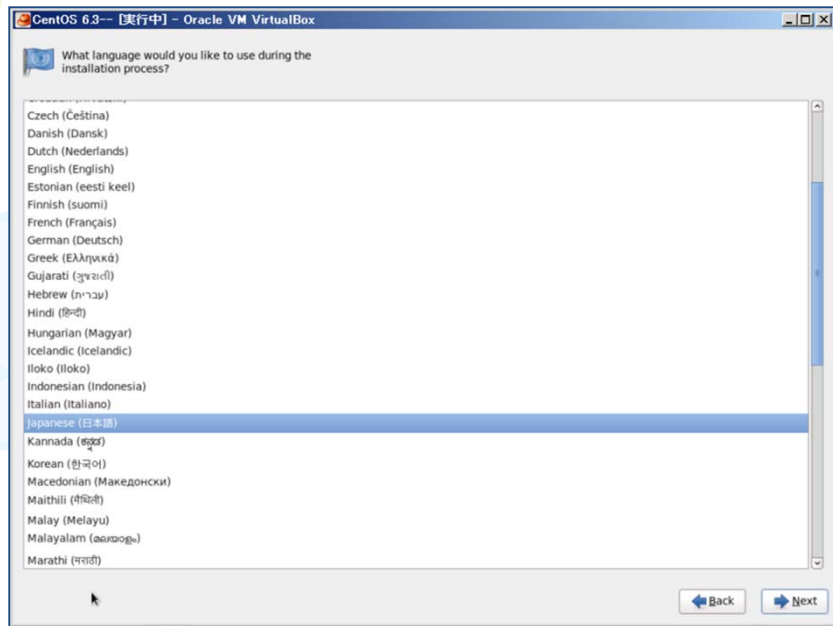 CentOS 6.3-- [実行中] - Oracle VM VirtualBox
What language would you like to use during the
installation process?
Czech (Čeština)
Danish (Dansk)
Dutch (Nederlands)
English (English)
Estonian (eesti keel)
Finnish (suomi)
French (Français)
German (Deutsch)
Greek (Ελληνικά)
Gujarati (ગુજરાતી)
Hebrew (עברית)
Hindi (हिन्दी)
Hungarian (Magyar)
Icelandic (Icelandic)
Iloko (Iloko)
Indonesian (Indonesia)
Italian (Italiano)
Japanese (日本語)
Kannada (ಕನ್ನಡ)
Korean (한국어)
Macedonian (Македонски)
Maithili (मैथिली)
Malay (Melayu)
Malayalam (മലയാളം)
Marathi (मराठी)
Back
Next